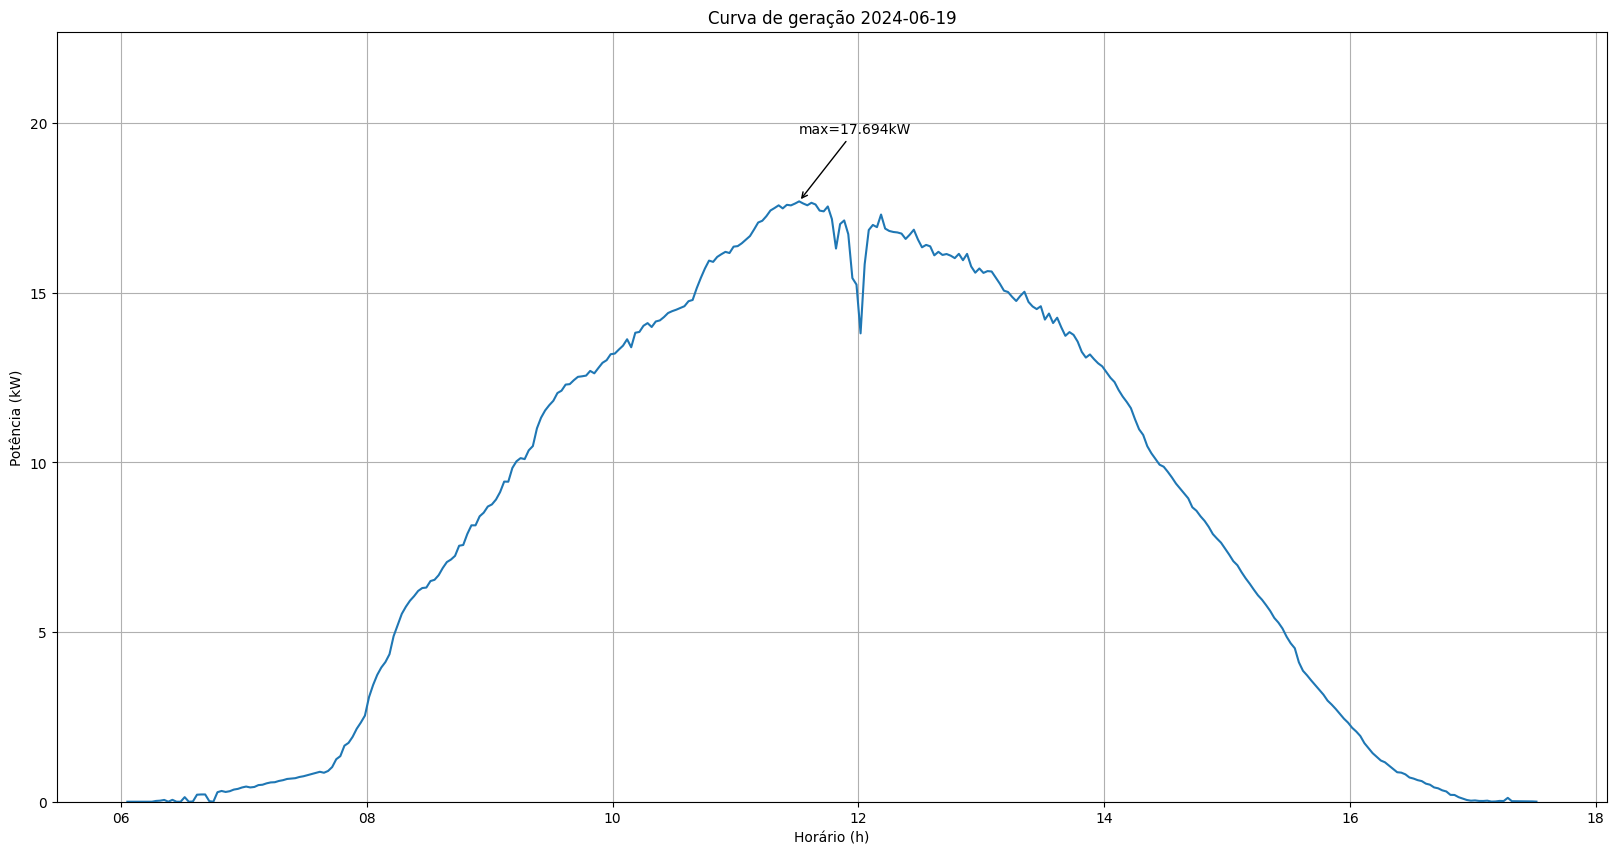 Curva de geração 2024-06-19
max=17.694kW
20
15
10
5
0
Potência (kW)
06 08 10 12 14 16 18
Horário (h)